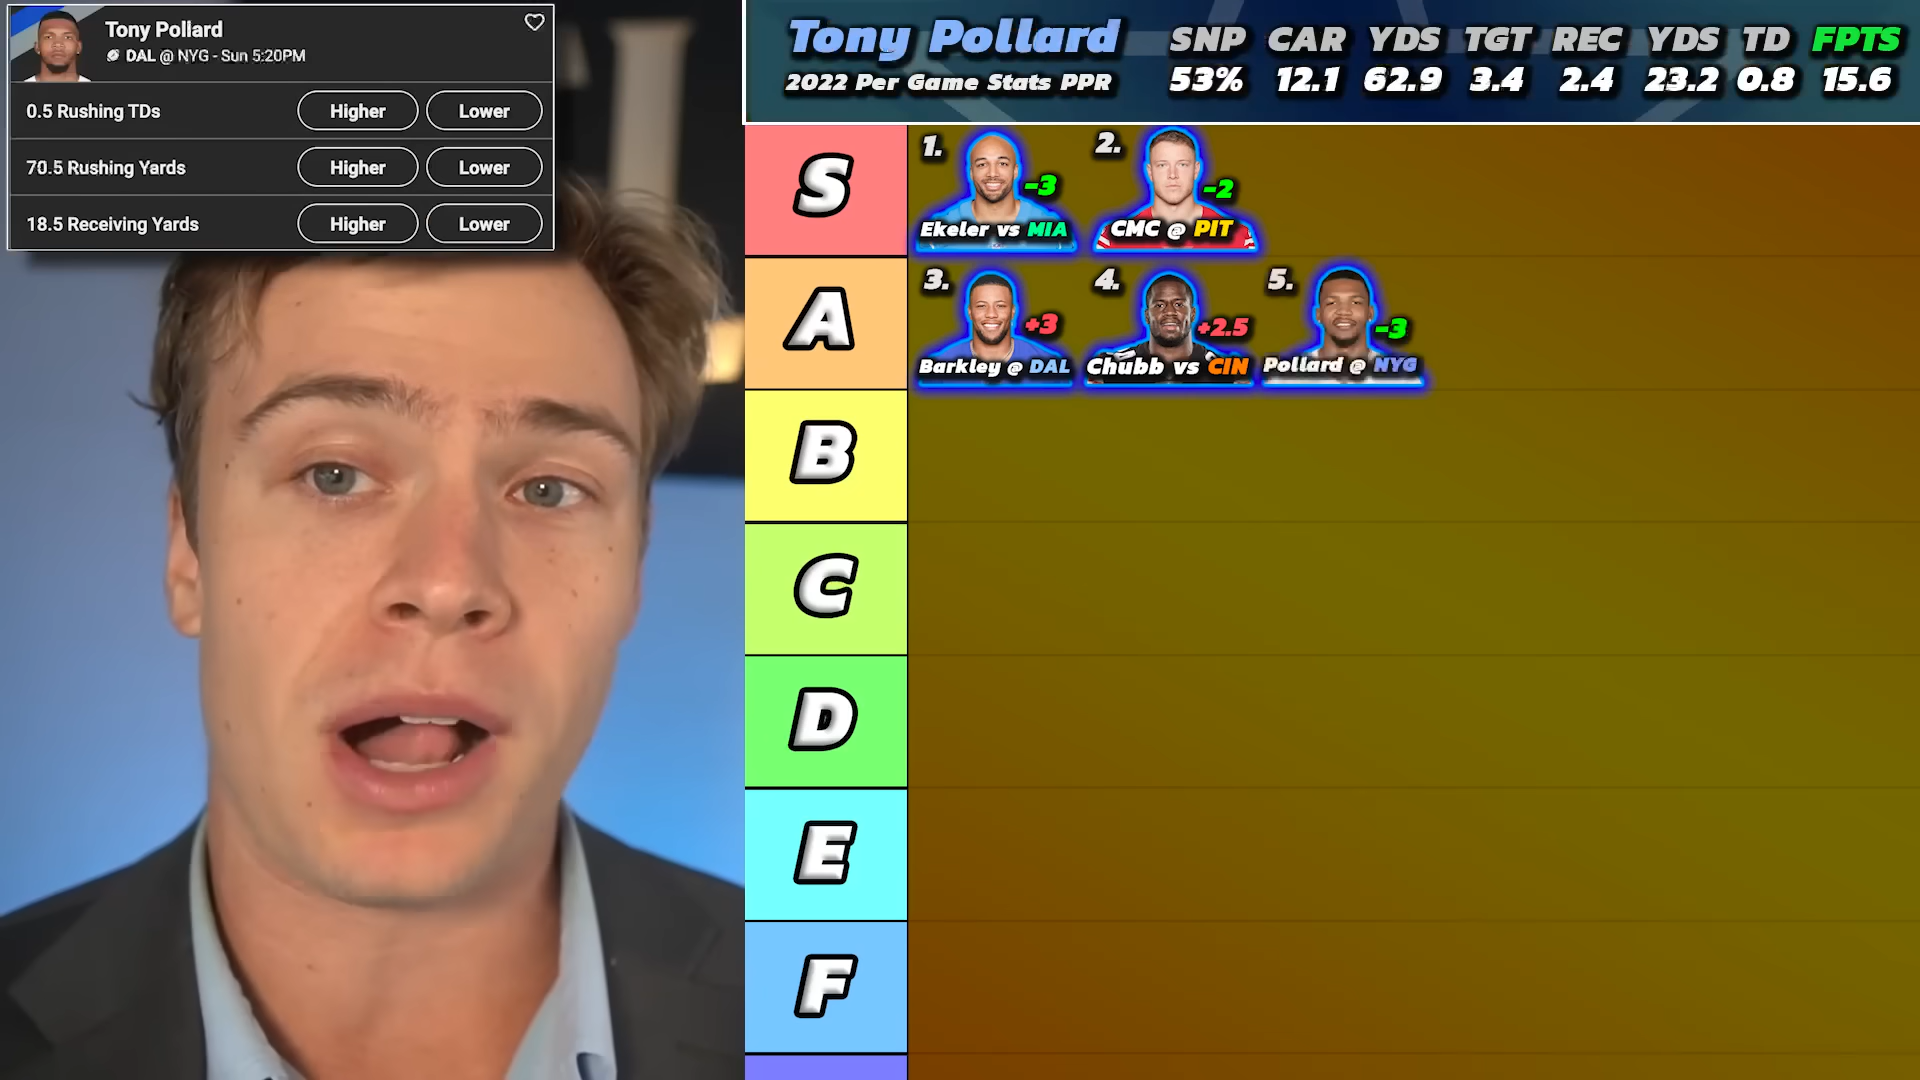 Tony Pollard
DAL @ NYG - Sun 5:20PM
0.5 Rushing TDs Higher Lower
70.5 Rushing Yards Higher Lower
18.5 Receiving Yards Higher Lower
Tony Pollard SNP CAR YDS TGT REC YDS TD FPTS
2022 Per Game Stats PPR 53% 12.1 62.9 3.4 2.4 23.2 0.8 15.6
S
1. 2.
-3 -2
Ekeler vs MIA CMC @ PIT
A
3. 4. 5.
+3 +2.5 -3
Barkley @ DAL Chubb vs CIN Pollard @ NYG
B
C
D
E
F